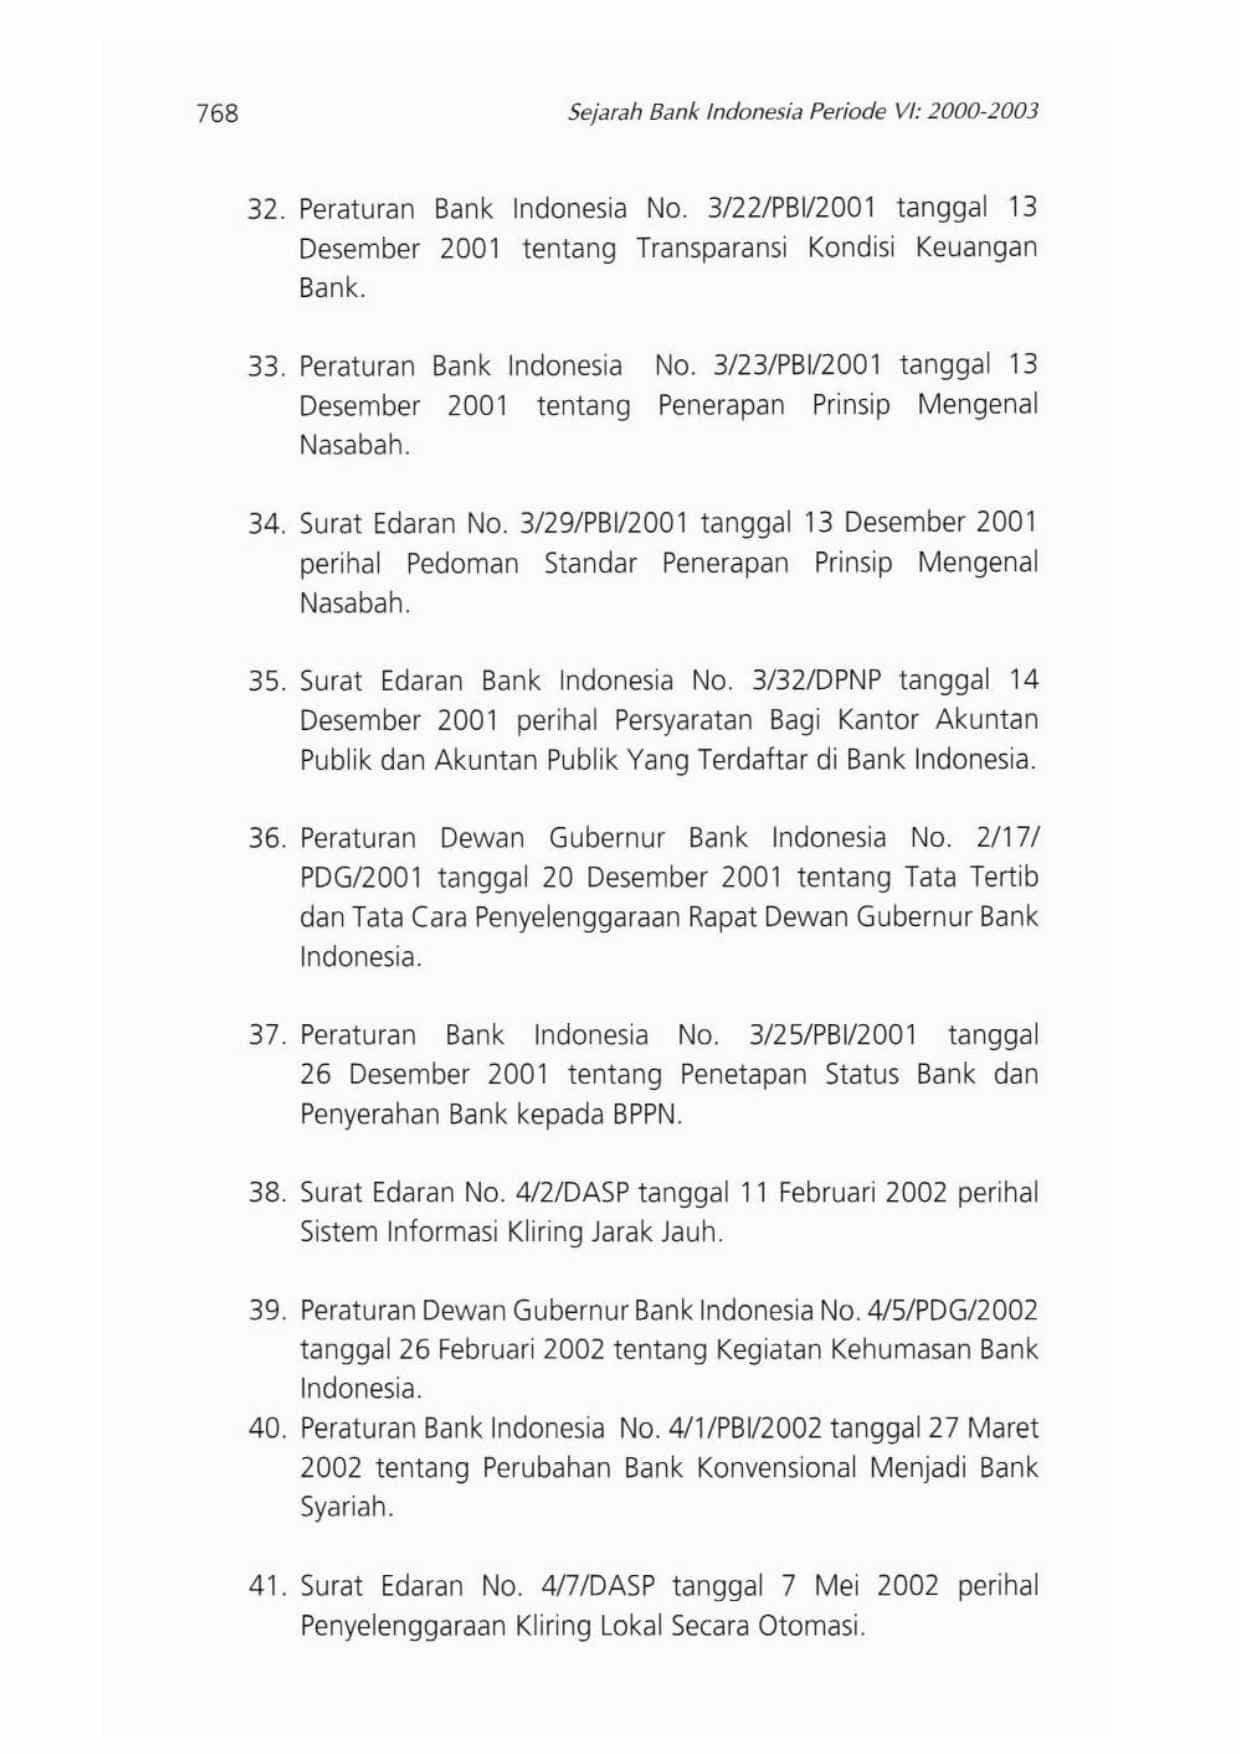 768
Sejarah Bank Indonesia Periode VI: 2000-2003
32. Peraturan Bank Indonesia No. 3/22/PBI/2001 tanggal 13
Desember 2001 tentang Transparansi Kondisi Keuangan
Bank.
33. Peraturan Bank Indonesia No. 3/23/PBI/2001 tanggal 13
Desember 2001 tentang Penerapan Prinsip Mengenal
Nasabah.
34. Surat Edaran No. 3/29/PBI/2001 tanggal 13 Desember 2001
perihal Pedoman Standar Penerapan Prinsip Mengenal
Nasabah.
35. Surat Edaran Bank Indonesia No. 3/32/DPNP tanggal 14
Desember 2001 perihal Persyaratan Bagi Kantor Akuntan
Publik dan Akuntan Publik Yang Terdaftar di Bank Indonesia.
36. Peraturan Dewan Gubernur Bank Indonesia No. 2/17/
PDG/2001 tanggal 20 Desember 2001 tentang Tata Tertib
dan Tata Cara Penyelenggaraan Rapat Dewan Gubernur Bank
Indonesia.
37. Peraturan Bank Indonesia No. 3/25/PBI/2001 tanggal
26 Desember 2001 tentang Penetapan Status Bank dan
Penyerahan Bank kepada BPPN.
38. Surat Edaran No. 4/2/DASP tanggal 11 Februari 2002 perihal
Sistem Informasi Kliring Jarak Jauh.
39. Peraturan Dewan Gubernur Bank Indonesia No. 4/5/PDG/2002
tanggal 26 Februari 2002 tentang Kegiatan Kehumasan Bank
Indonesia.
40. Peraturan Bank Indonesia No. 4/1/PBI/2002 tanggal 27 Maret
2002 tentang Perubahan Bank Konvensional Menjadi Bank
Syariah.
41. Surat Edaran No. 4/7/DASP tanggal 7 Mei 2002 perihal
Penyelenggaraan Kliring Lokal Secara Otomasi.